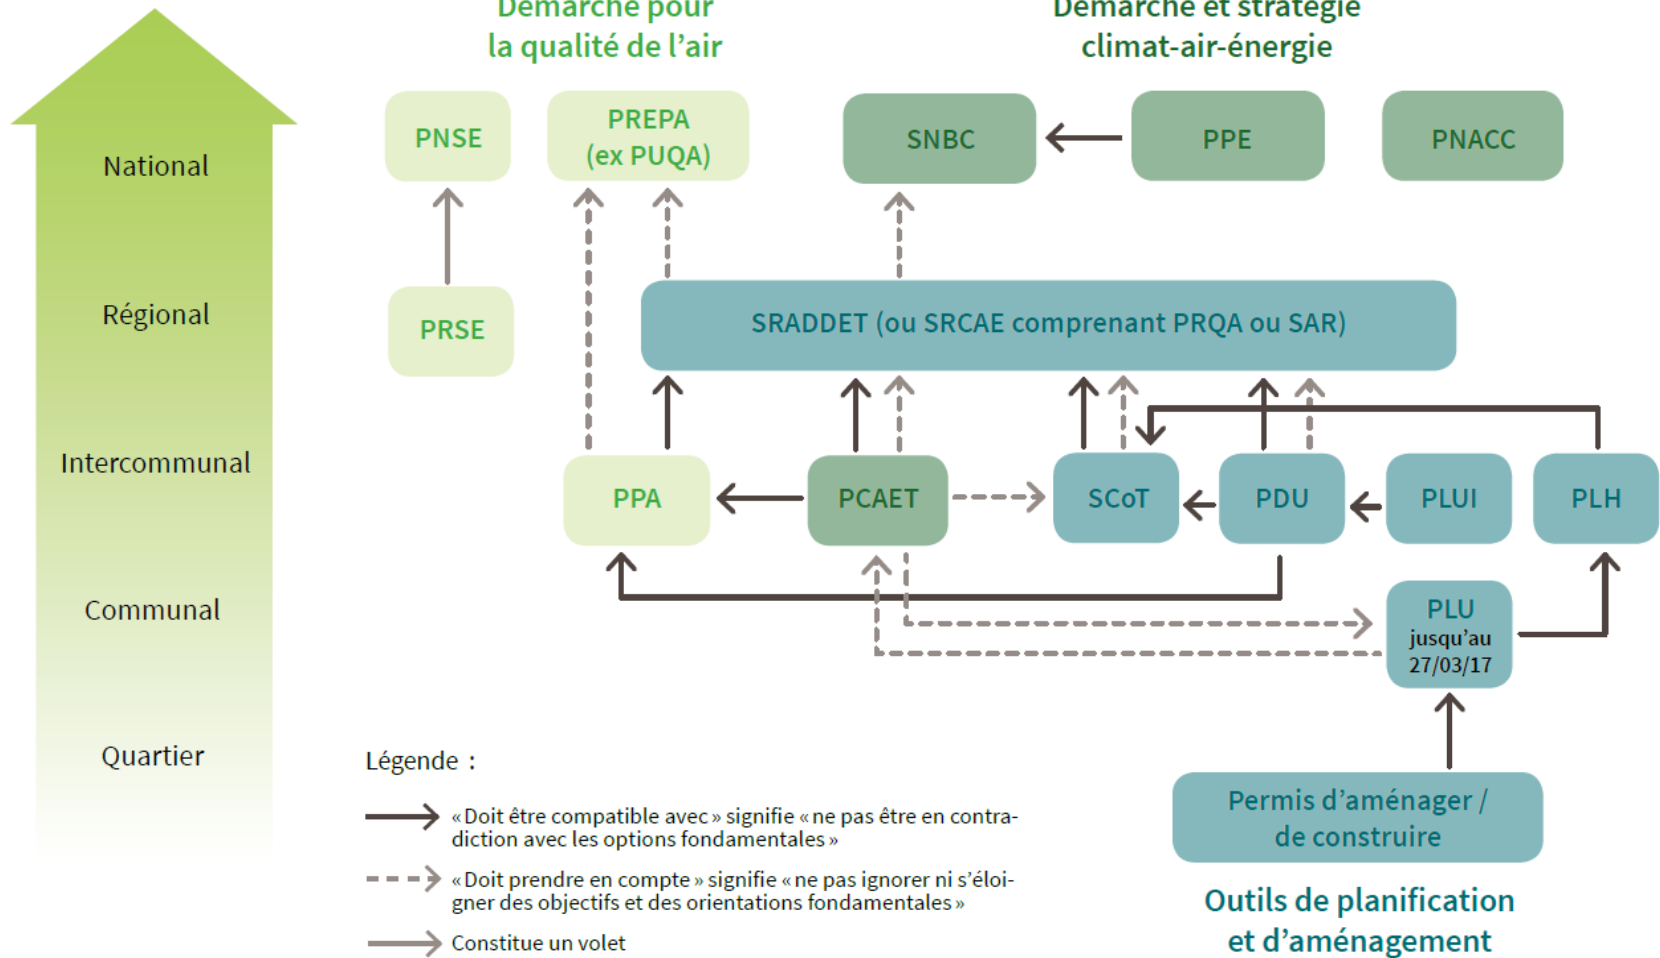 Démarche pour
la qualité de l'air
Démarche et stratégie
climat-air-énergie
National
PNSE
PREPA
(ex PUQA)
SNBC
PPE
PNACC
Régional
PRSE
SRADDET (ou SRCAE comprenant PRQA ou SAR)
Intercommunal
PPA
PCAET
SCoT
PDU
PLUI
PLH
Communal
PLU
jusqu'au
27/03/17
Quartier
Permis d'aménager /
de construire
Outils de planification
et d'aménagement
Légende :
« Doit être compatible avec » signifie « ne pas être en contra-
diction avec les options fondamentales »
« Doit prendre en compte » signifie « ne pas ignorer ni s'éloi-
gner des objectifs et des orientations fondamentales »
Constitue un volet